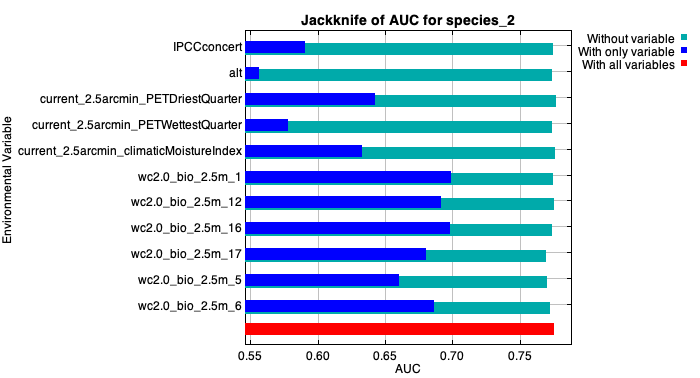 Jackknife of AUC for species_2
Without variable
With only variable
With all variables
Environmental Variable
IPCCconcert
alt
current_2.5arcmin_PETDriestQuarter
current_2.5arcmin_PETWettestQuarter
current_2.5arcmin_climaticMoistureIndex
wc2.0_bio_2.5m_1
wc2.0_bio_2.5m_12
wc2.0_bio_2.5m_16
wc2.0_bio_2.5m_17
wc2.0_bio_2.5m_5
wc2.0_bio_2.5m_6
0.55 0.60 0.65 0.70 0.75
AUC